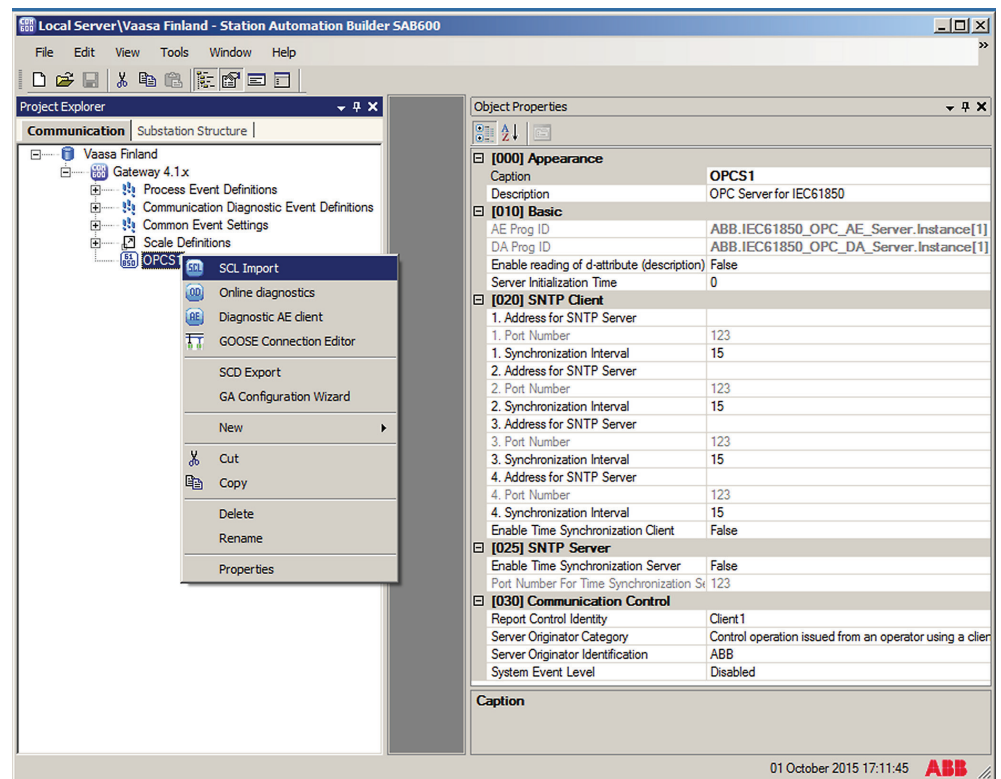 Local Server\Vaasa Finland - Station Automation Builder SAB600
File Edit View Tools Window Help
Project Explorer
Communication Substation Structure
Vaasa Finland
Gateway 4.1.x
Process Event Definitions
Communication Diagnostic Event Definitions
Common Event Settings
Scale Definitions
OPCS1
SCL SCL Import
OD Online diagnostics
AE Diagnostic AE client
GOOSE Connection Editor
SCD Export
GA Configuration Wizard
New
Cut
Copy
Delete
Rename
Properties
Object Properties
[000] Appearance
Caption OPCS1
Description OPC Server for IEC61850
[010] Basic
AE Prog ID ABB.IEC61850_OPC_AE_Server.Instance[1]
DA Prog ID ABB.IEC61850_OPC_DA_Server.Instance[1]
Enable reading of d-attribute (description) False
Server Initialization Time 0
[020] SNTP Client
1. Address for SNTP Server
1. Port Number 123
1. Synchronization Interval 15
2. Address for SNTP Server
2. Port Number 123
2. Synchronization Interval 15
3. Address for SNTP Server
3. Port Number 123
3. Synchronization Interval 15
4. Address for SNTP Server
4. Port Number 123
4. Synchronization Interval 15
Enable Time Synchronization Client False
[025] SNTP Server
Enable Time Synchronization Server False
Port Number For Time Synchronization Se 123
[030] Communication Control
Report Control Identity Client1
Server Originator Category Control operation issued from an operator using a clien
Server Originator Identification ABB
System Event Level Disabled
Caption
01 October 2015 17:11:45 ABB